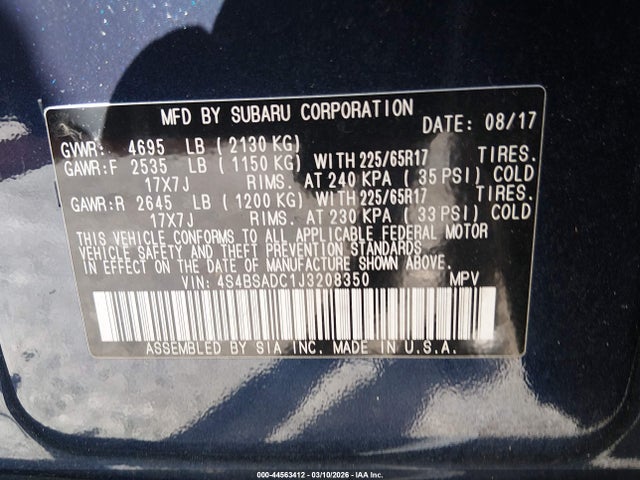 MFD BY SUBARU CORPORATION
DATE: 08/17
GVWR: 4695 LB (2130 KG)
GAWR:F 2535 LB (1150 KG) WITH 225/65R17 TIRES.
17X7J RIMS. AT 240 KPA (35 PSI) COLD
GAWR:R 2645 LB (1200 KG) WITH 225/65R17 TIRES.
17X7J RIMS. AT 230 KPA (33 PSI) COLD
THIS VEHICLE CONFORMS TO ALL APPLICABLE FEDERAL MOTOR
VEHICLE SAFETY AND THEFT PREVENTION STANDARDS
IN EFFECT ON THE DATE OF MANUFACTURE SHOWN ABOVE.
VIN: 4S4BSADC1J3208350 MPV
ASSEMBLED BY SIA INC. MADE IN U.S.A.
000-44563412 - 03/10/2026 - IAA Inc.